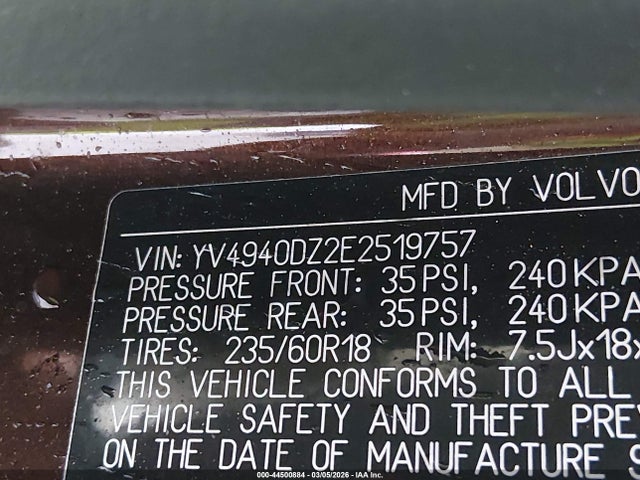 MFD BY VOLVO
VIN: YV4940DZ2E2519757
PRESSURE FRONT: 35PSI, 240KPA
PRESSURE REAR: 35PSI, 240KPA
TIRES: 235/60R18 RIM: 7.5Jx18x
THIS VEHICLE CONFORMS TO ALL
VEHICLE SAFETY AND THEFT PRE
ON THE DATE OF MANUFACTURE S
000-44500884 - 03/05/2026 - IAA Inc.